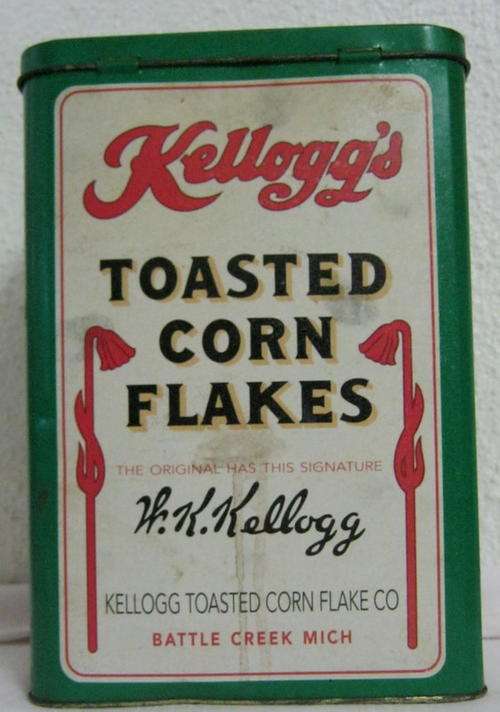 Kellogg's
TOASTED
CORN
FLAKES
THE ORIGINAL HAS THIS SIGNATURE
W.K.Kellogg
KELLOGG TOASTED CORN FLAKE CO
BATTLE CREEK MICH